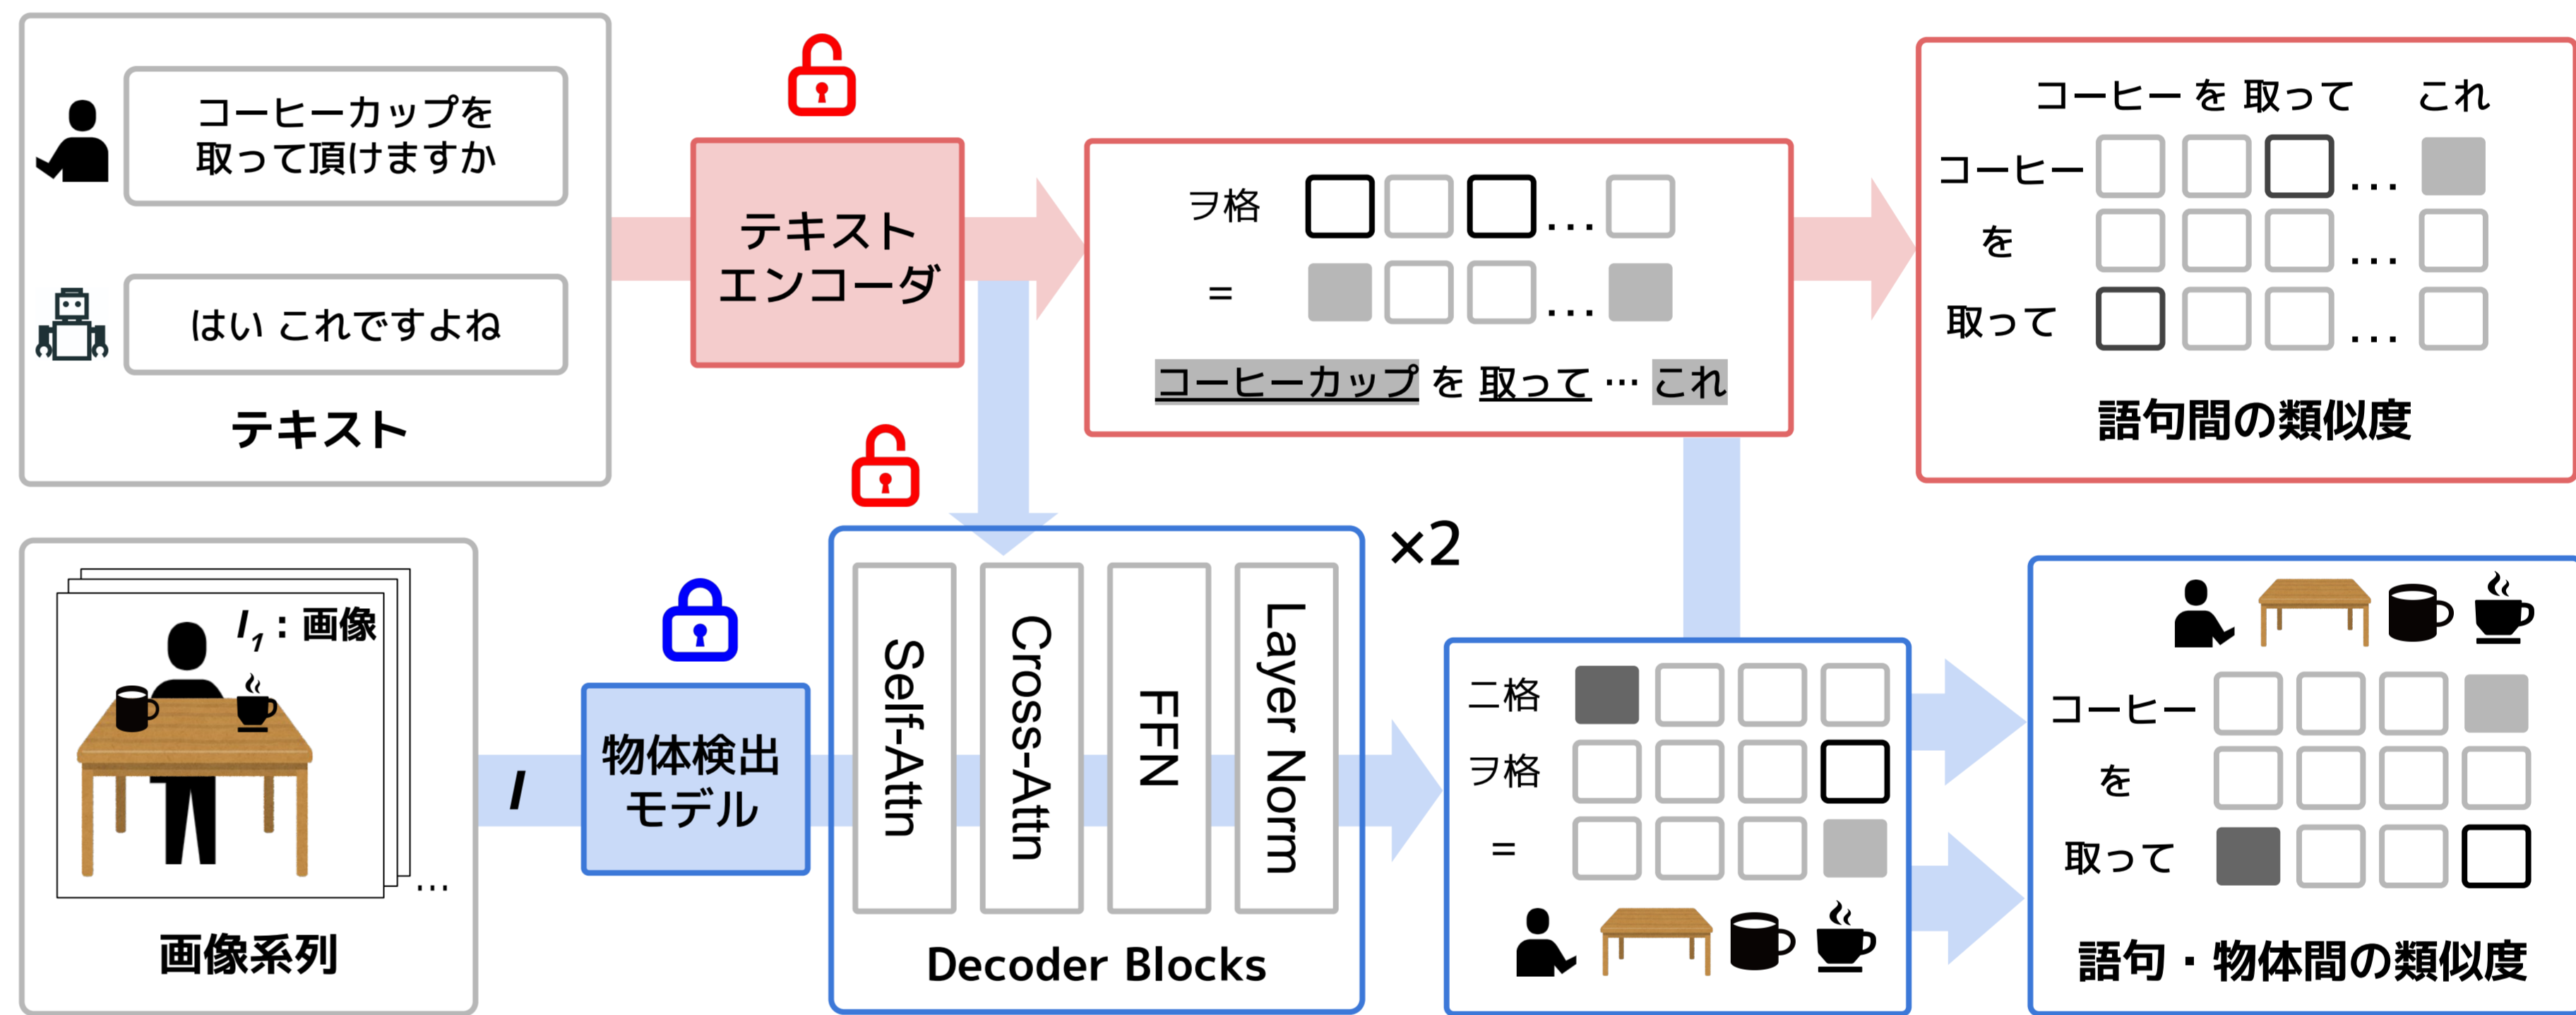 コーヒーカップを
取って頂けますか
はい これですよね
テキスト
テキスト
エンコーダ
ヲ格
...
=
...
コーヒーカップ を 取って … これ
コーヒー を 取って これ
コーヒー
...
を
...
取って
...
語句間の類似度
I1 : 画像
...
画像系列
I
物体検出
モデル
Self-Attn
Cross-Attn
FFN
Layer Norm
Decoder Blocks
×2
ニ格
ヲ格
=
コーヒー
を
取って
語句・物体間の類似度